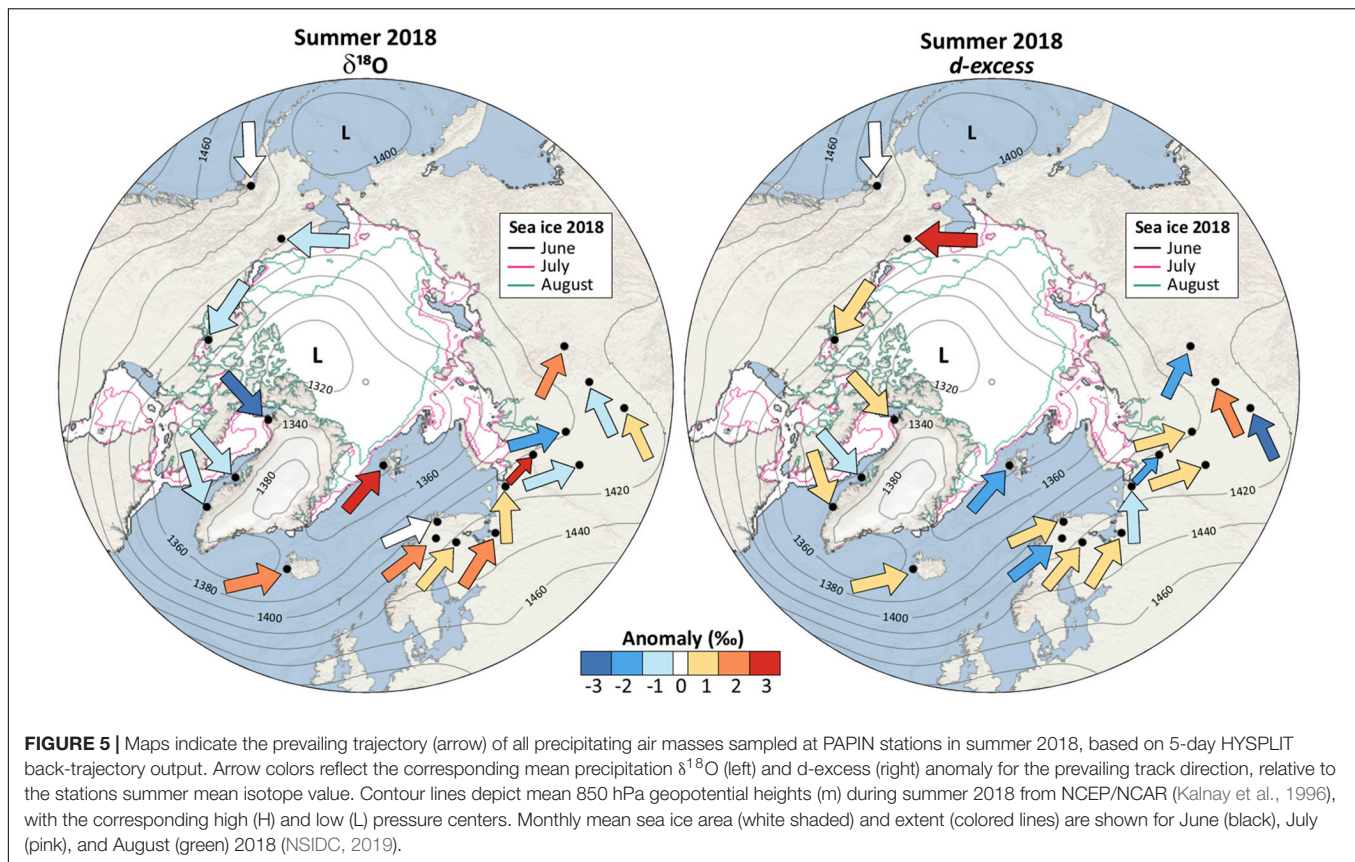 Summer 2018
δ¹⁸O
Summer 2018
d-excess
L
1460
1400
Sea ice 2018
June
July
August
L
1320
1340
1380
1360
1420
1440
1360
1380
1400
1460
L
1460
1400
Sea ice 2018
June
July
August
L
1320
1340
1380
1360
1420
1440
1360
1380
1400
1460
Anomaly (‰)
-3 -2 -1 0 1 2 3
FIGURE 5 | Maps indicate the prevailing trajectory (arrow) of all precipitating air masses sampled at PAPIN stations in summer 2018, based on 5-day HYSPLIT
back-trajectory output. Arrow colors reflect the corresponding mean precipitation δ¹⁸O (left) and d-excess (right) anomaly for the prevailing track direction, relative to
the stations summer mean isotope value. Contour lines depict mean 850 hPa geopotential heights (m) during summer 2018 from NCEP/NCAR (Kalnay et al., 1996),
with the corresponding high (H) and low (L) pressure centers. Monthly mean sea ice area (white shaded) and extent (colored lines) are shown for June (black), July
(pink), and August (green) 2018 (NSIDC, 2019).